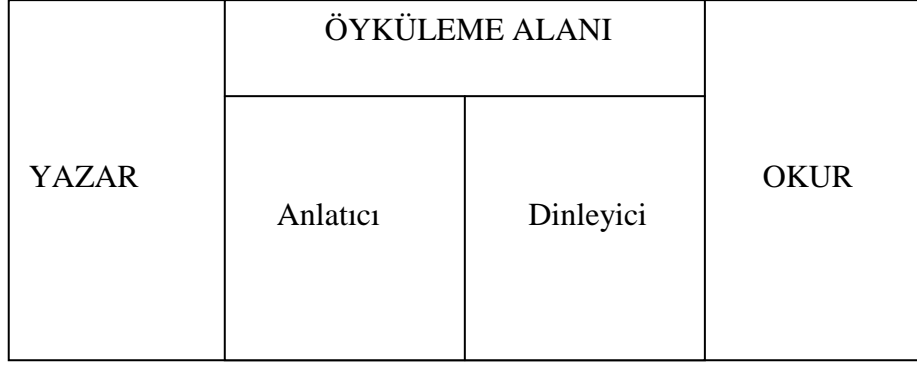 ÖYKÜLEME ALANI
YAZAR
Anlatıcı
Dinleyici
OKUR